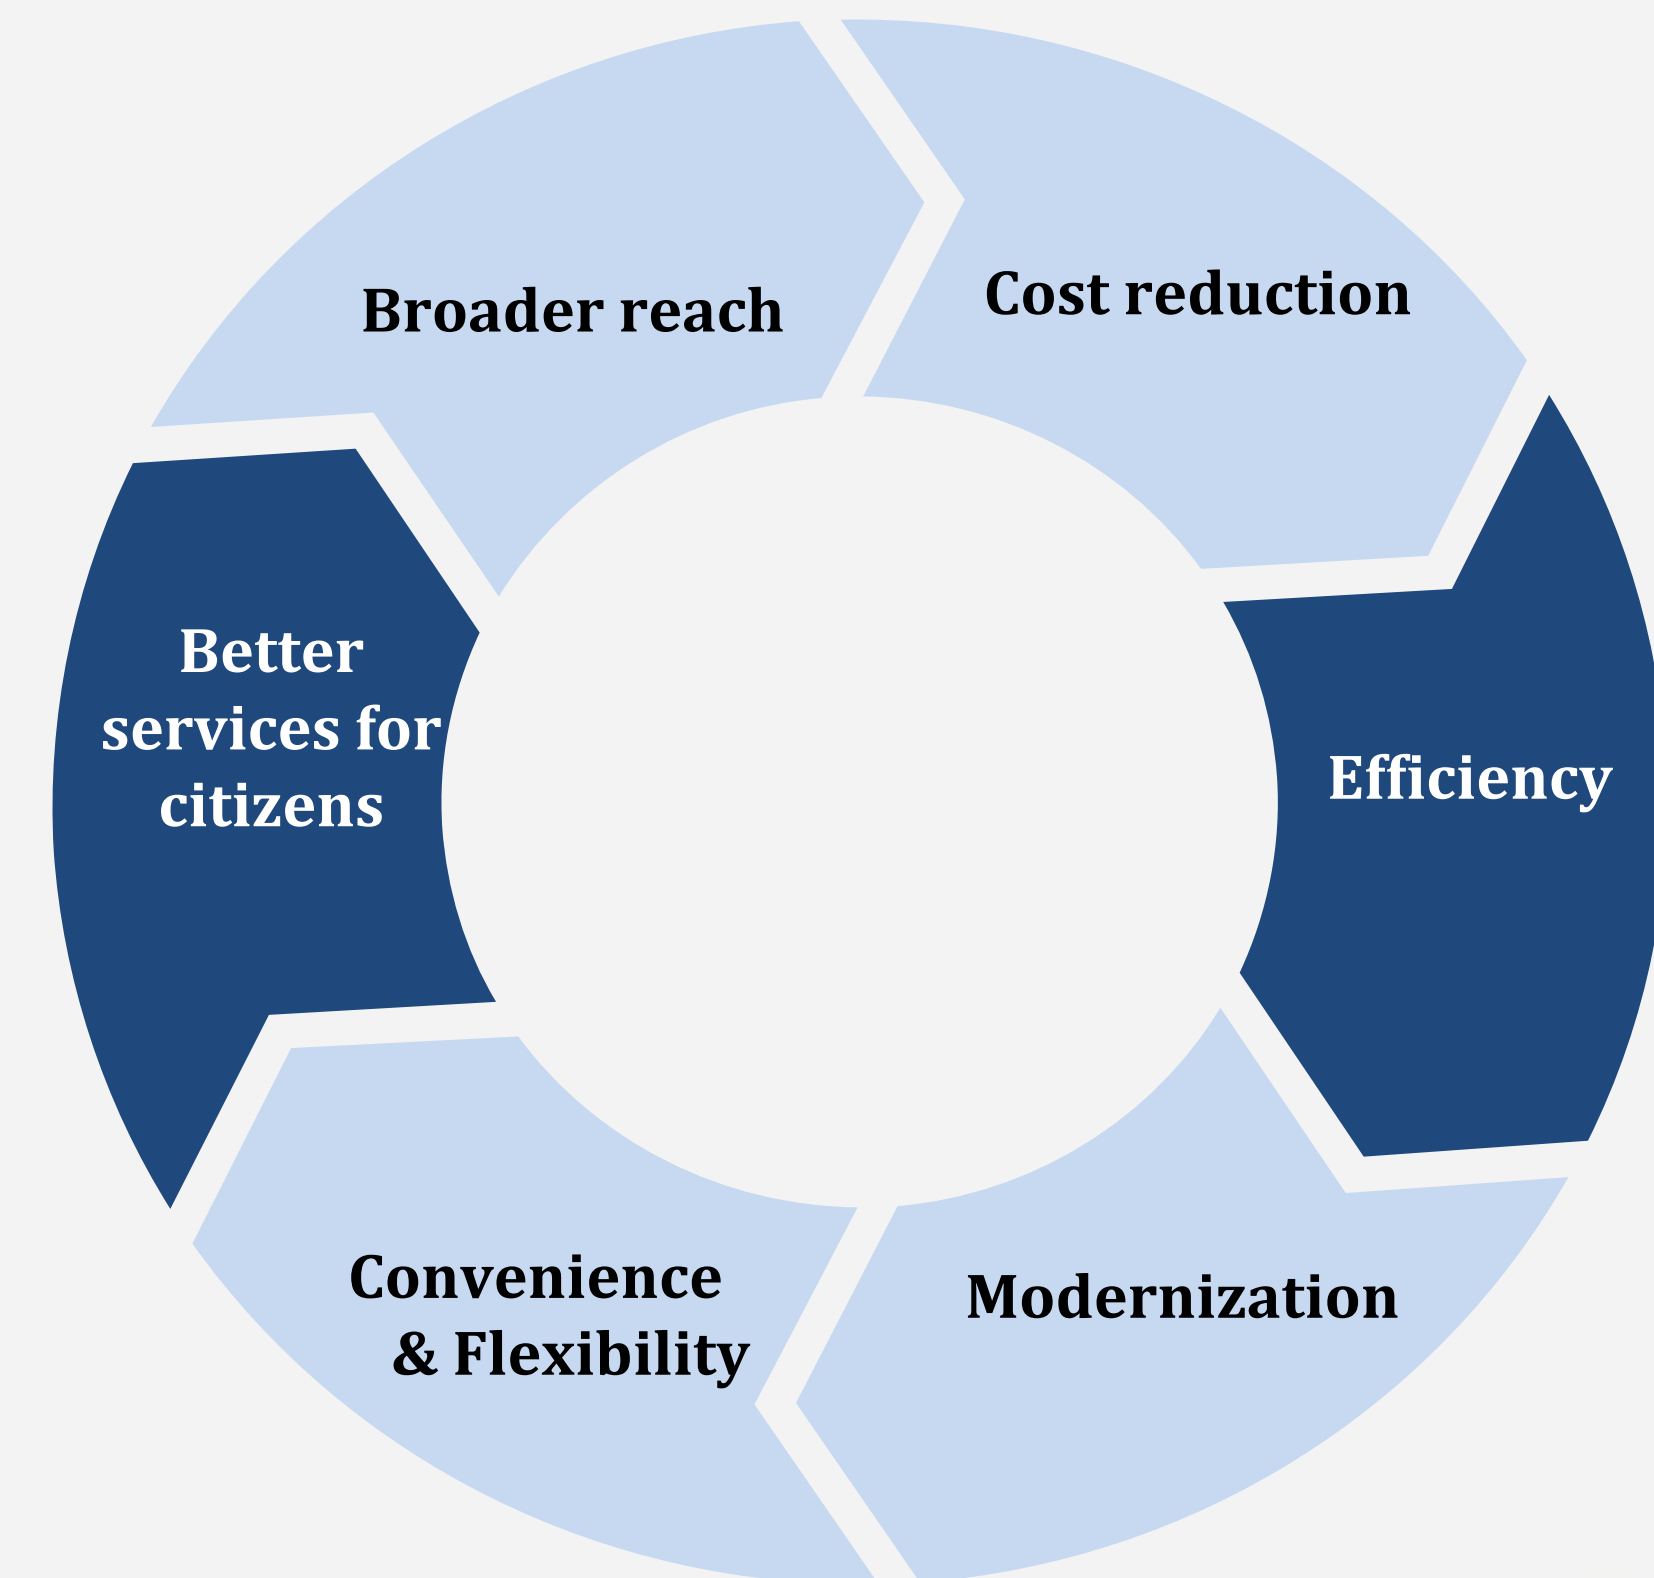 Broader reach
Cost reduction
Better
services for
citizens
Efficiency
Convenience
& Flexibility
Modernization